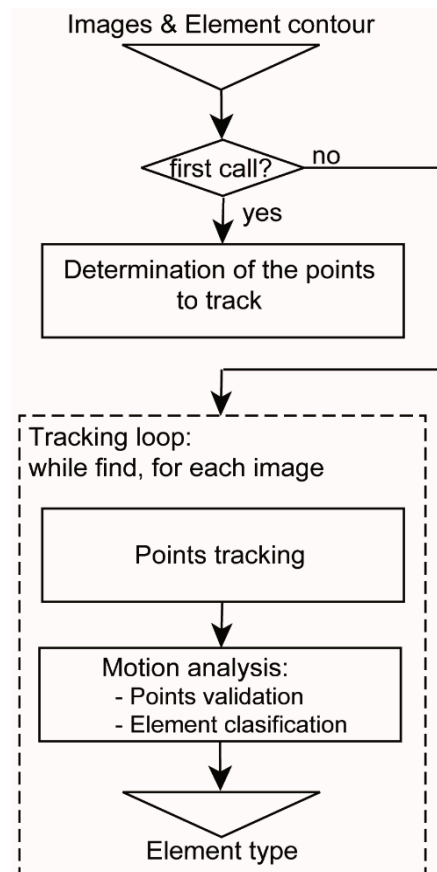 Images & Element contour
first call?
no
yes
Determination of the points
to track
Tracking loop:
while find, for each image
Points tracking
Motion analysis:
- Points validation
- Element clasification
Element type